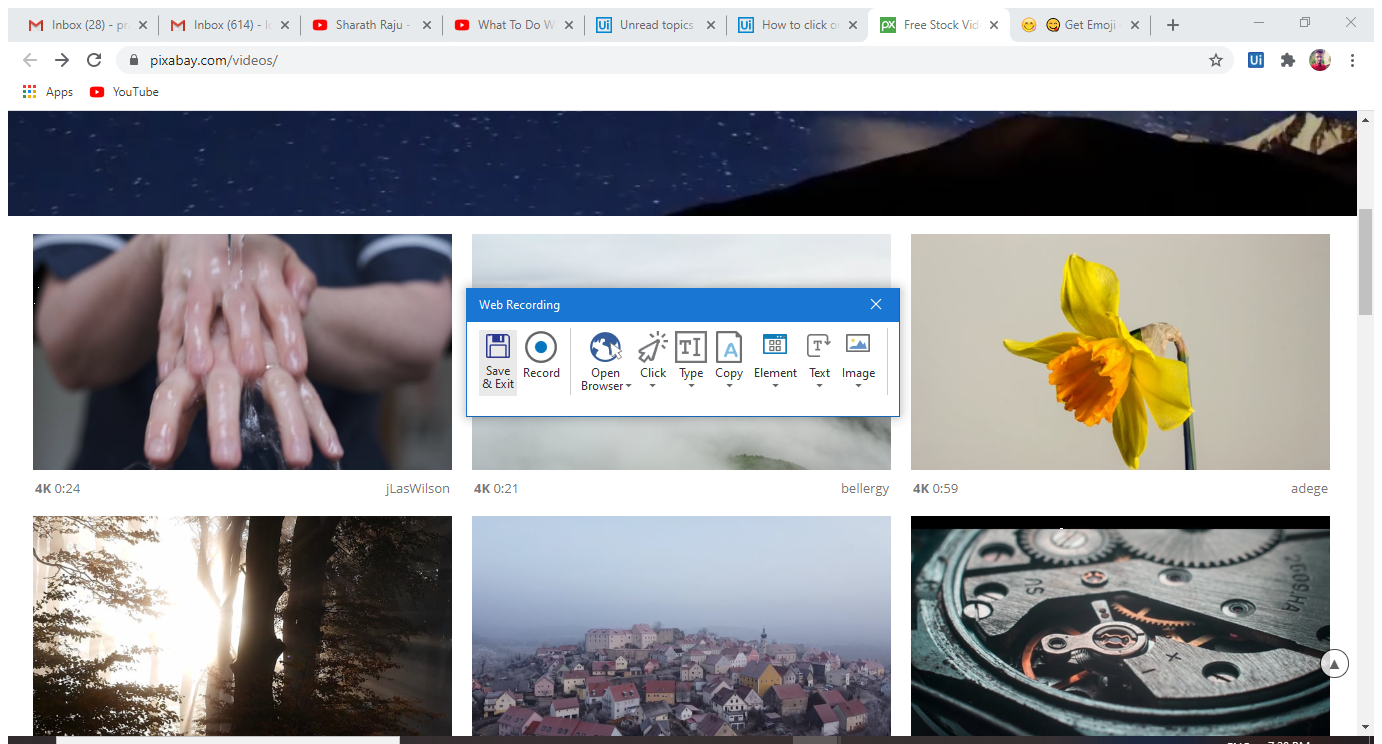 Inbox (28) - pr
Inbox (614) -
Sharath Raju -
What To Do W
Unread topics
How to click o
Free Stock Vid
Get Emoji
pixabay.com/videos/
Ui
Apps
YouTube
Web Recording
Save & Exit
Record
Open Browser
Click
Type
Copy
Element
Text
Image
4K 0:24
jLasWilson
4K 0:21
bellergy
4K 0:59
adege